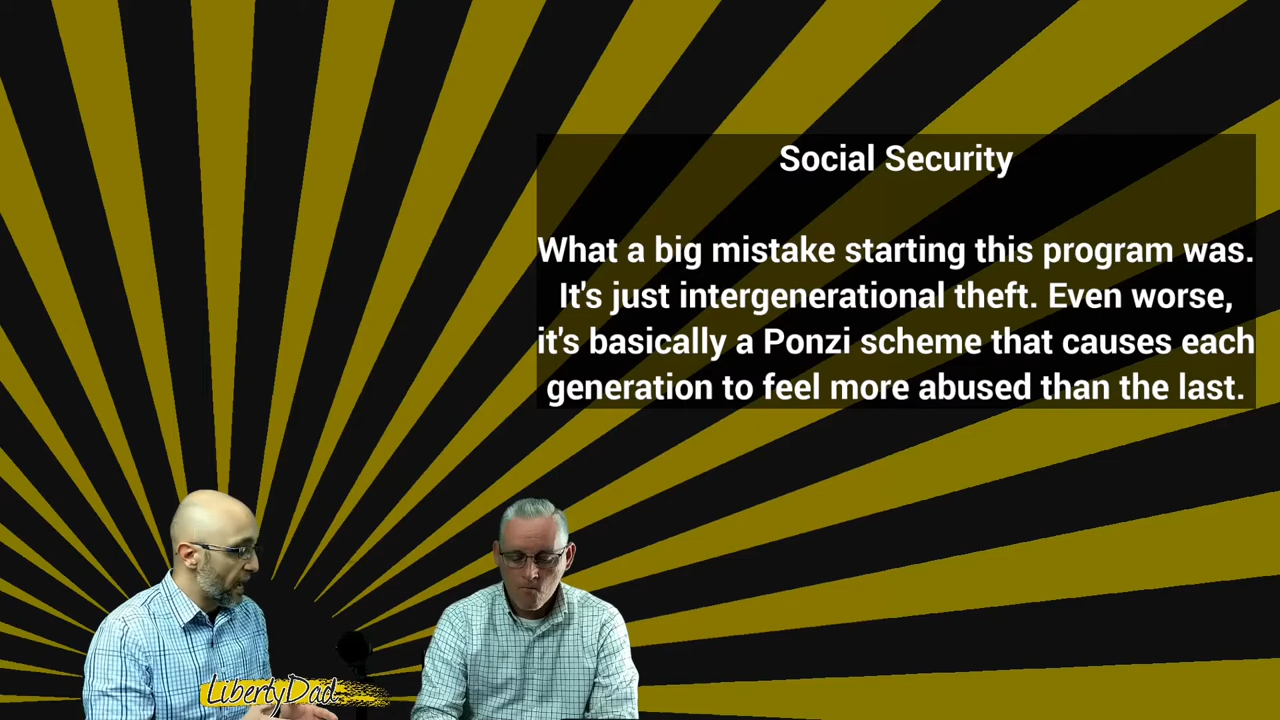 Social Security
What a big mistake starting this program was.
It's just intergenerational theft. Even worse,
it's basically a Ponzi scheme that causes each
generation to feel more abused than the last.
LibertyDad